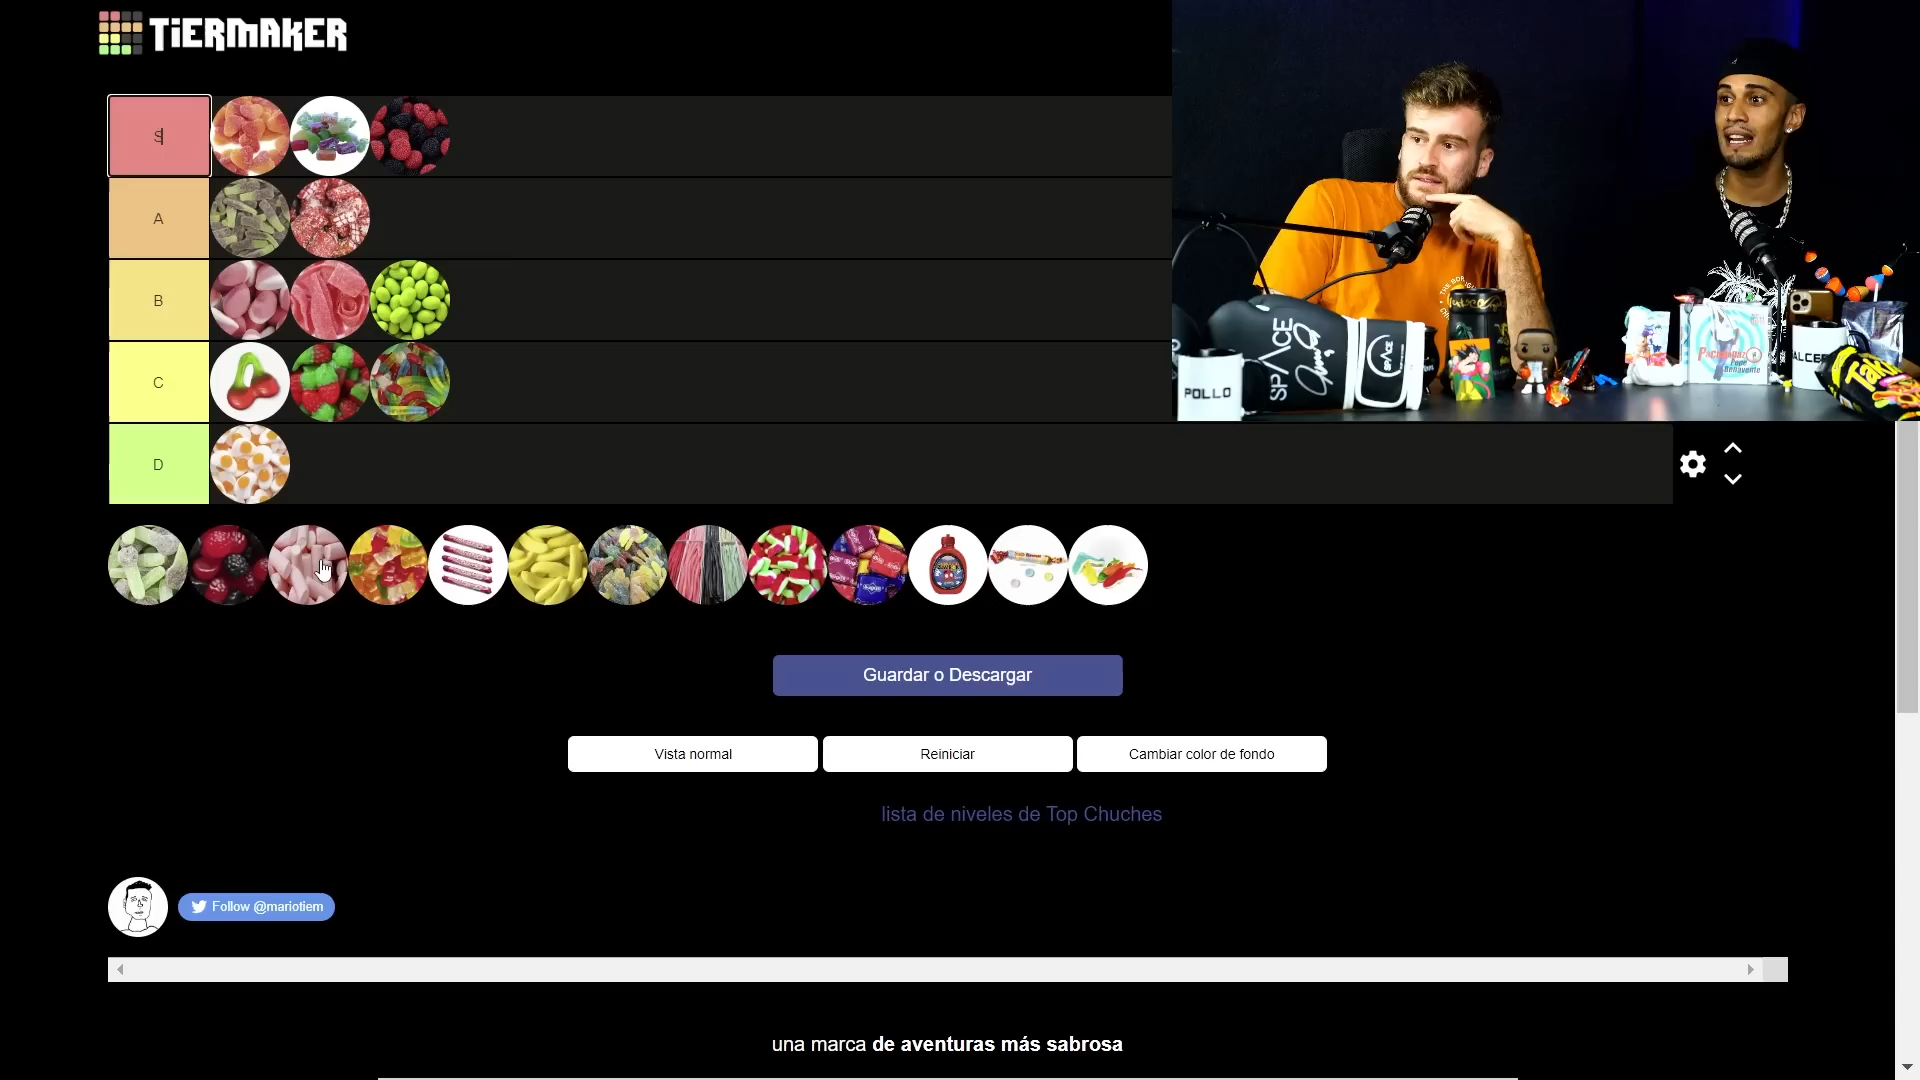 TiERMAKER
S
A
B
C
D
POLLO
SPACE
SPACE
Guardar o Descargar
Vista normal
Reiniciar
Cambiar color de fondo
lista de niveles de Top Chuches
Follow @mariotiem
una marca de aventuras más sabrosa